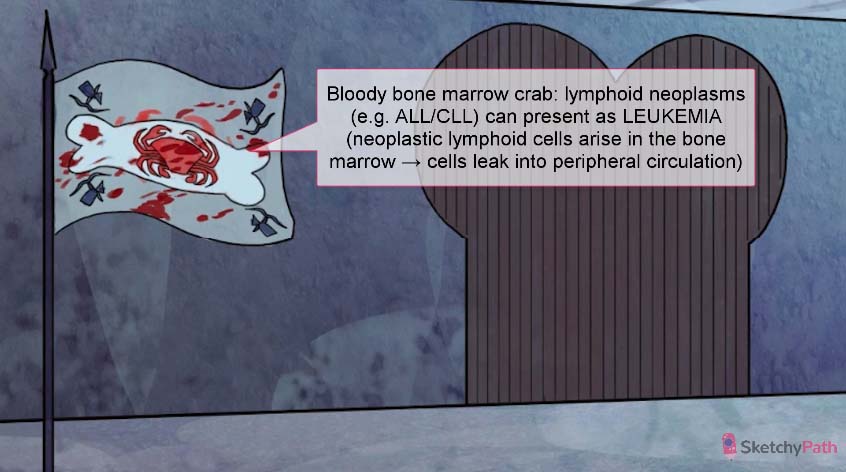 Bloody bone marrow crab: lymphoid neoplasms
(e.g. ALL/CLL) can present as LEUKEMIA
(neoplastic lymphoid cells arise in the bone
marrow → cells leak into peripheral circulation)
SketchyPath